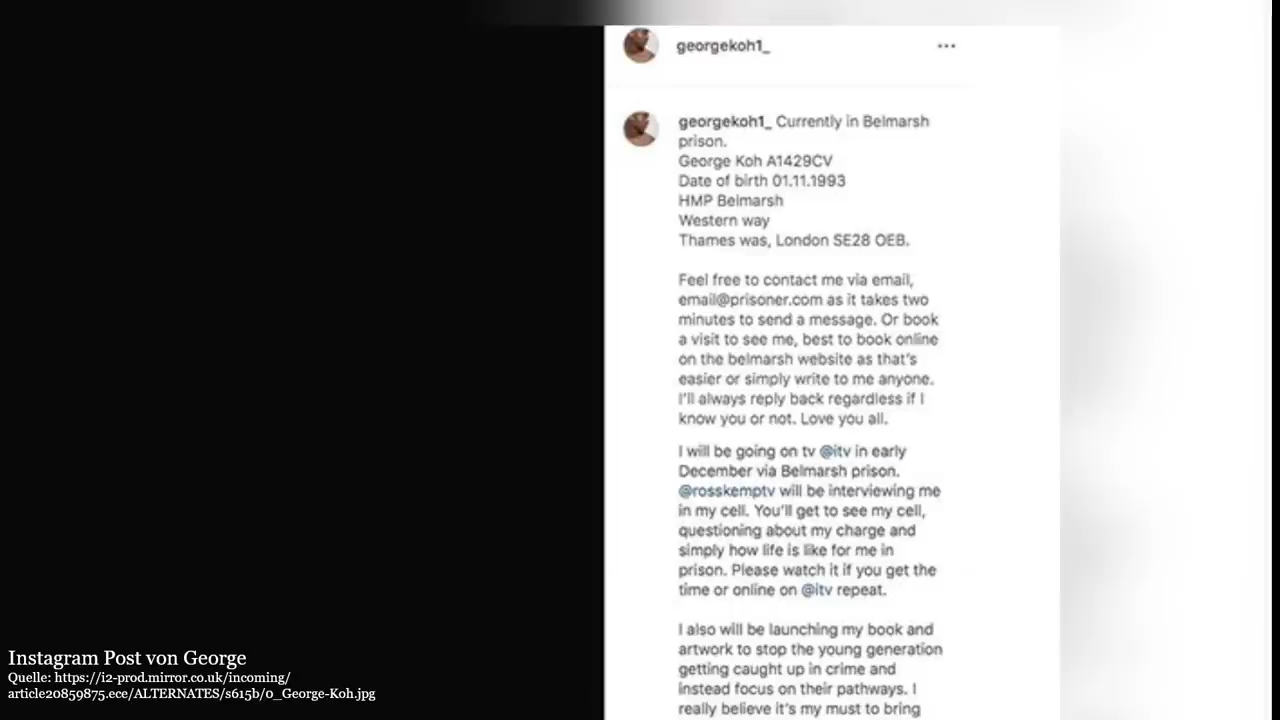 georgekoh1_
georgekoh1_ Currently in Belmarsh
prison.
George Koh A1429CV
Date of birth 01.11.1993
HMP Belmarsh
Western way
Thames was, London SE28 OEB.
Feel free to contact me via email,
email@prisoner.com as it takes two
minutes to send a message. Or book
a visit to see me, best to book online
on the belmarsh website as that's
easier or simply write to me anyone.
I'll always reply back regardless if I
know you or not. Love you all.
I will be going on tv @itv in early
December via Belmarsh prison.
@rosskemptv will be interviewing me
in my cell. You'll get to see my cell,
questioning about my charge and
simply how life is like for me in
prison. Please watch it if you get the
time or online on @itv repeat.
I also will be launching my book and
artwork to stop the young generation
getting caught up in crime and
instead focus on their pathways. I
really believe it's my must to bring
Instagram Post von George
Quelle: https://i2-prod.mirror.co.uk/incoming/
article20859875.ece/ALTERNATES/s615b/0_George-Koh.jpg